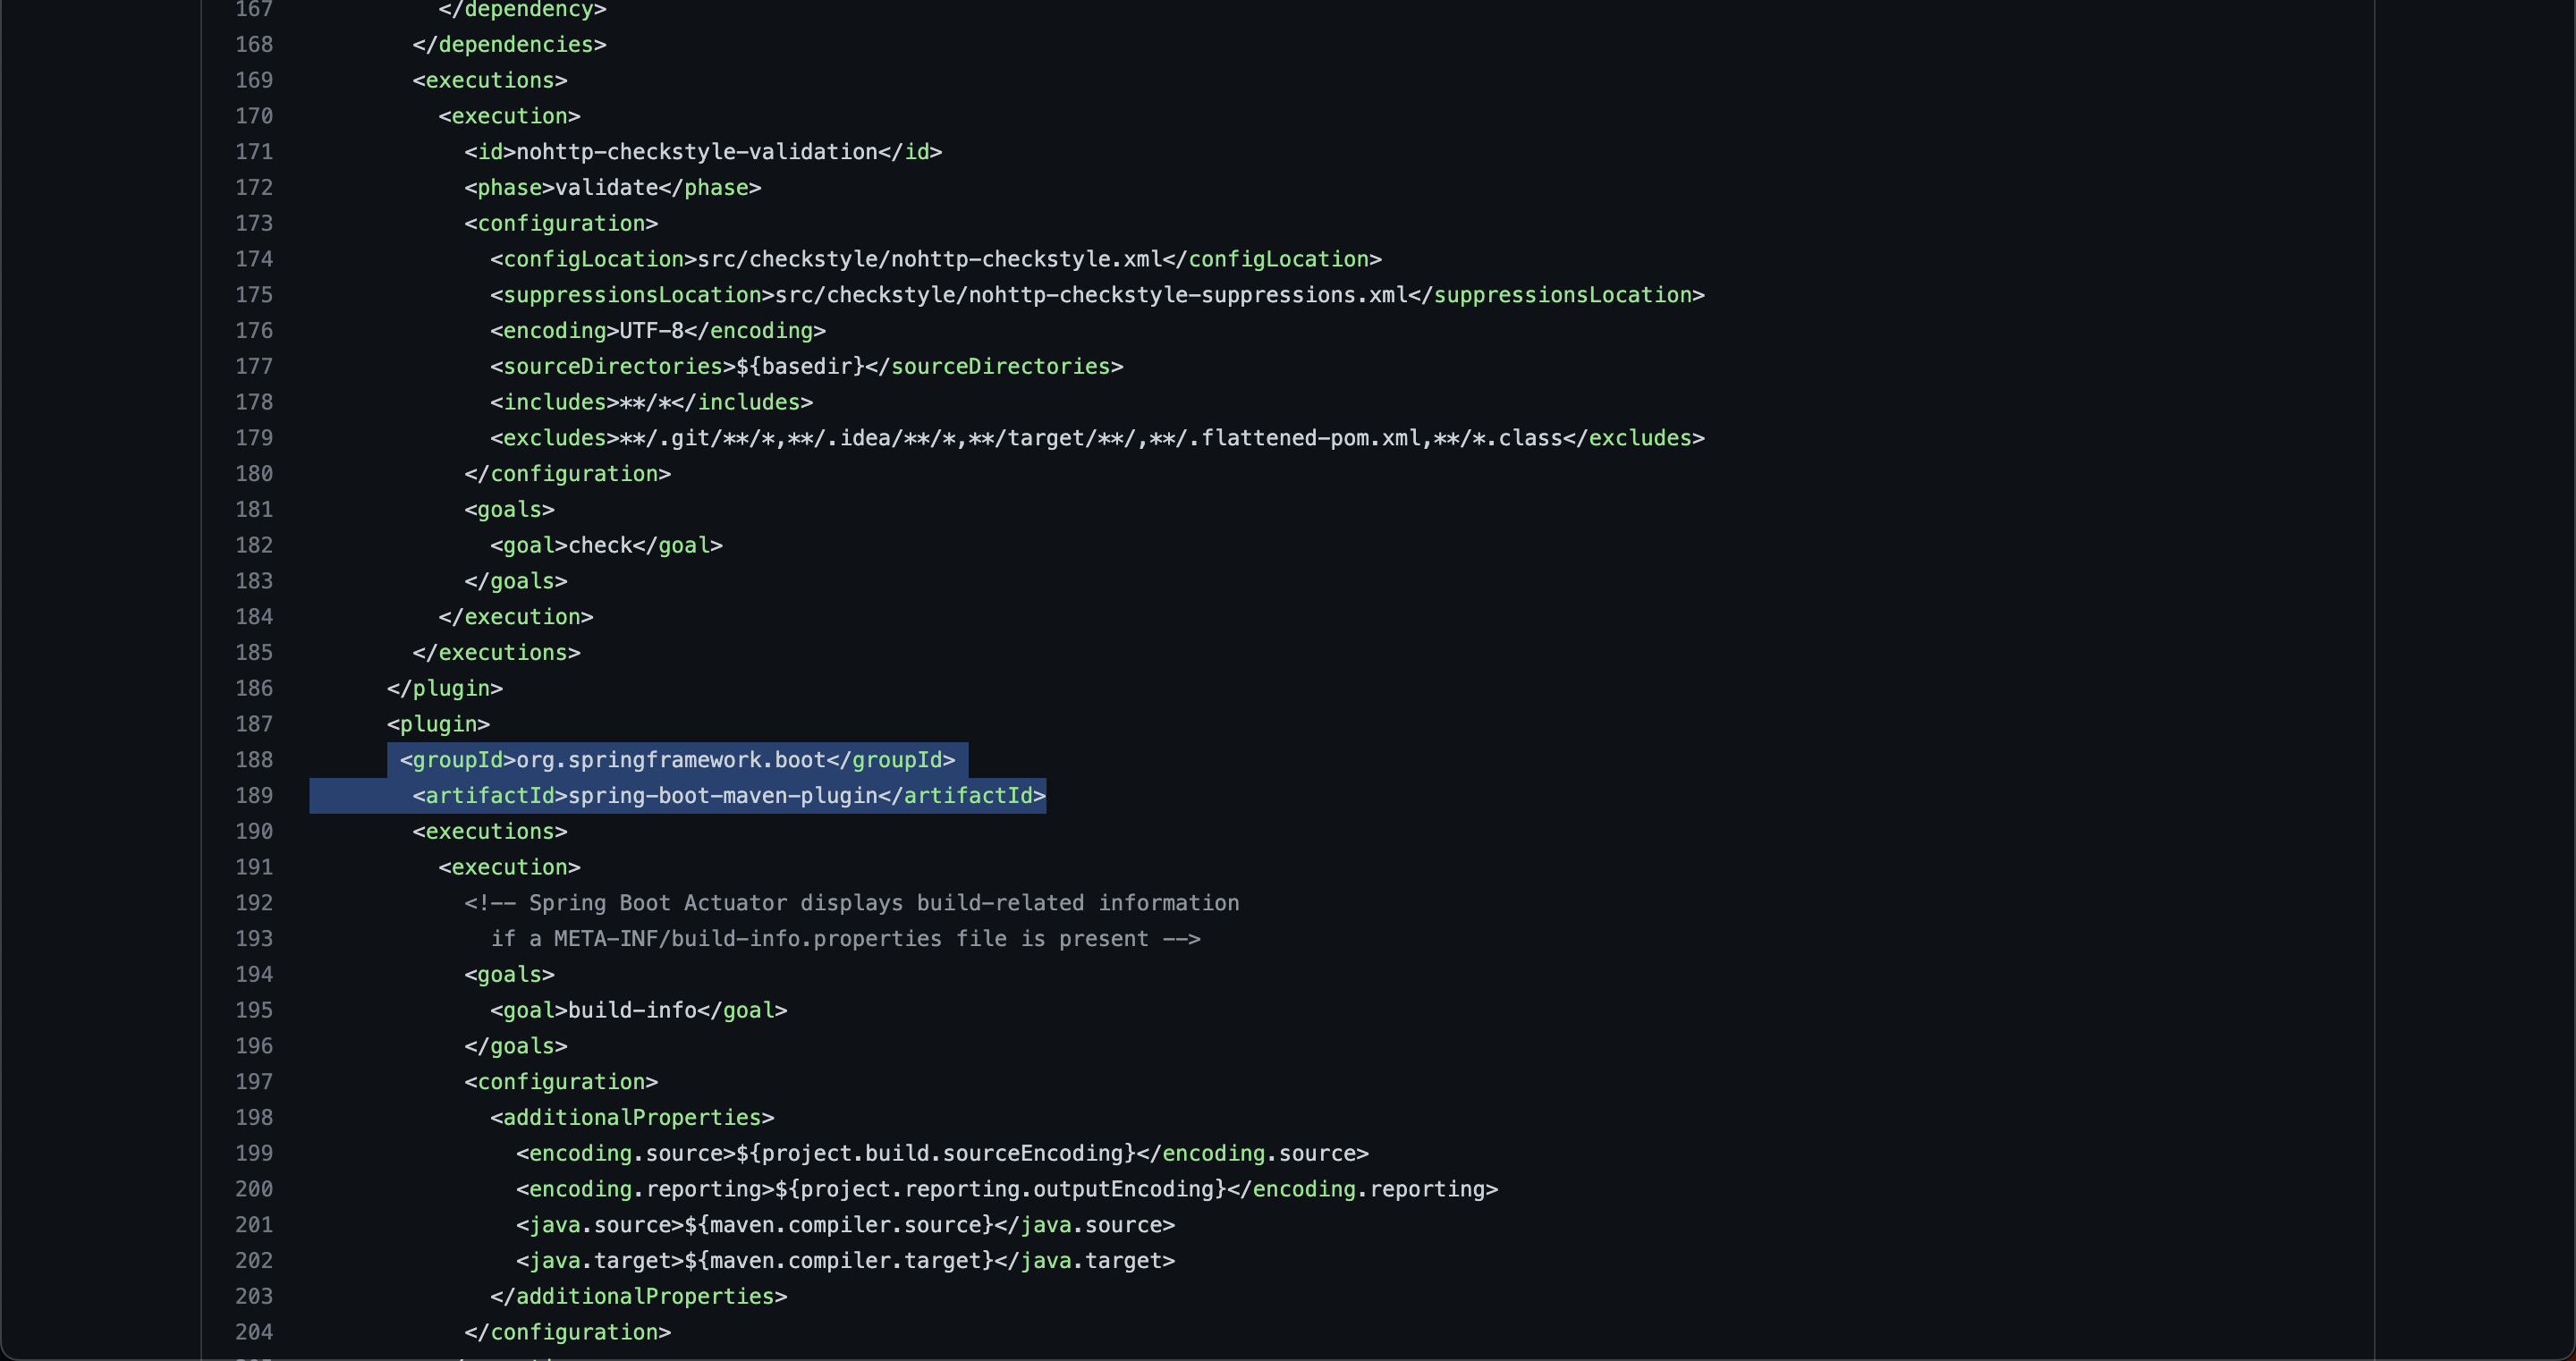 167 </dependency>
168 </dependencies>
169 <executions>
170 <execution>
171 <id>nohttp-checkstyle-validation</id>
172 <phase>validate</phase>
173 <configuration>
174 <configLocation>src/checkstyle/nohttp-checkstyle.xml</configLocation>
175 <suppressionsLocation>src/checkstyle/nohttp-checkstyle-suppressions.xml</suppressionsLocation>
176 <encoding>UTF-8</encoding>
177 <sourceDirectories>${basedir}</sourceDirectories>
178 <includes>**/*</includes>
179 <excludes>**/.git/**/*,**/.idea/**/*,**/target/**/,**/.flattened-pom.xml,**/*.class</excludes>
180 </configuration>
181 <goals>
182 <goal>check</goal>
183 </goals>
184 </execution>
185 </executions>
186 </plugin>
187 <plugin>
188 <groupId>org.springframework.boot</groupId>
189 <artifactId>spring-boot-maven-plugin</artifactId>
190 <executions>
191 <execution>
192 <!-- Spring Boot Actuator displays build-related information
193 if a META-INF/build-info.properties file is present -->
194 <goals>
195 <goal>build-info</goal>
196 </goals>
197 <configuration>
198 <additionalProperties>
199 <encoding.source>${project.build.sourceEncoding}</encoding.source>
200 <encoding.reporting>${project.reporting.outputEncoding}</encoding.reporting>
201 <java.source>${maven.compiler.source}</java.source>
202 <java.target>${maven.compiler.target}</java.target>
203 </additionalProperties>
204 </configuration>